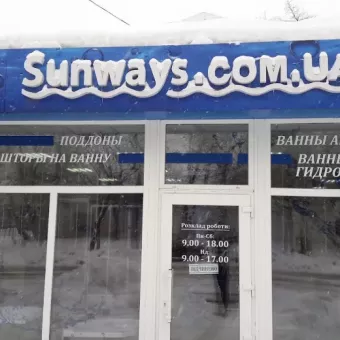 Sunways.com.ua
ПОДДОНЫ
ШТОРЫ НА ВАННУ
ВАННЫ
ВАНН
ГИДРО
Розклад роботи:
Пн-Сб:
9.00 - 18.00
Нд
9.00 - 17.00